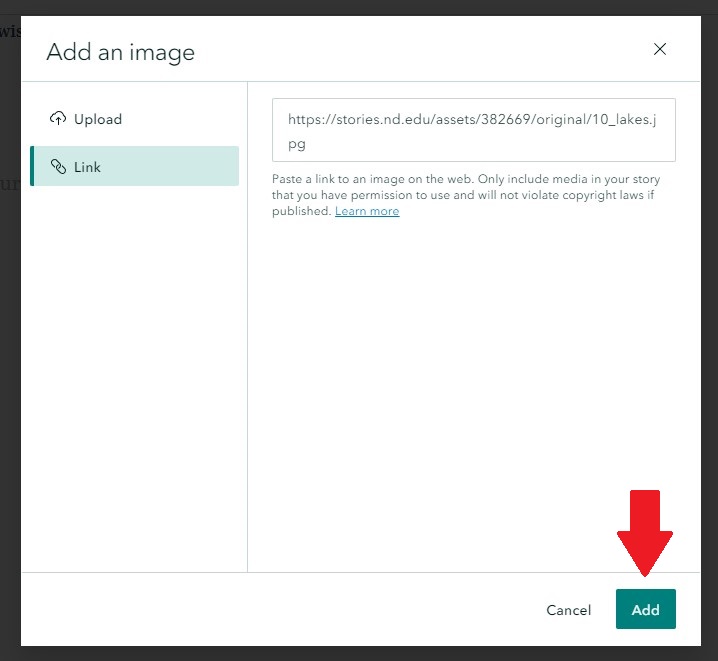 Add an image
Upload
Link
https://stories.nd.edu/assets/382669/original/10_lakes.j
pg
Paste a link to an image on the web. Only include media in your story
that you have permission to use and will not violate copyright laws if
published. Learn more
Cancel
Add